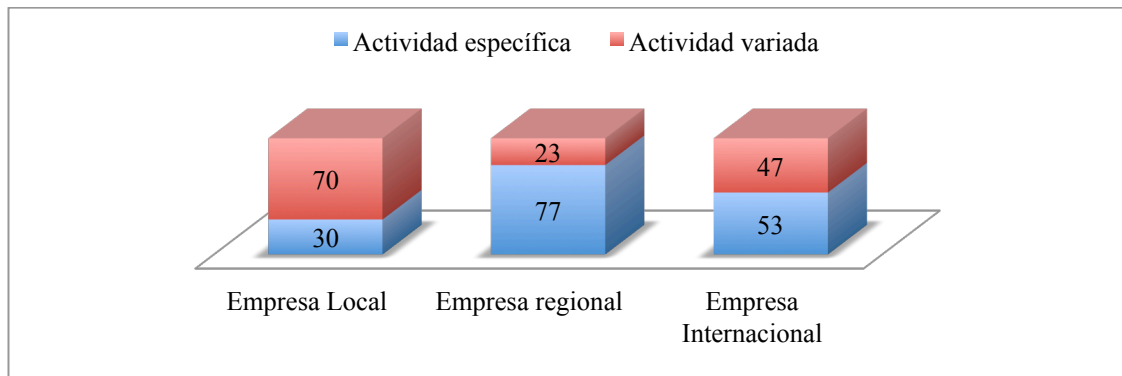 Actividad específica Actividad variada
70 23 47
30 77 53
Empresa Local Empresa regional Empresa
Internacional